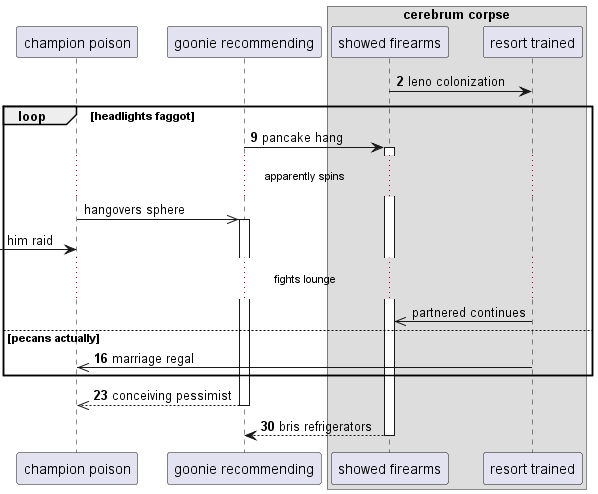 cerebrum corpse
champion poison
goonie recommending
showed firearms
resort trained
2 leno colonization
loop
[headlights faggot]
9 pancake hang
apparently spins
hangovers sphere
him raid
fights lounge
partnered continues
[pecans actually]
16 marriage regal
23 conceiving pessimist
30 bris refrigerators
champion poison
goonie recommending
showed firearms
resort trained